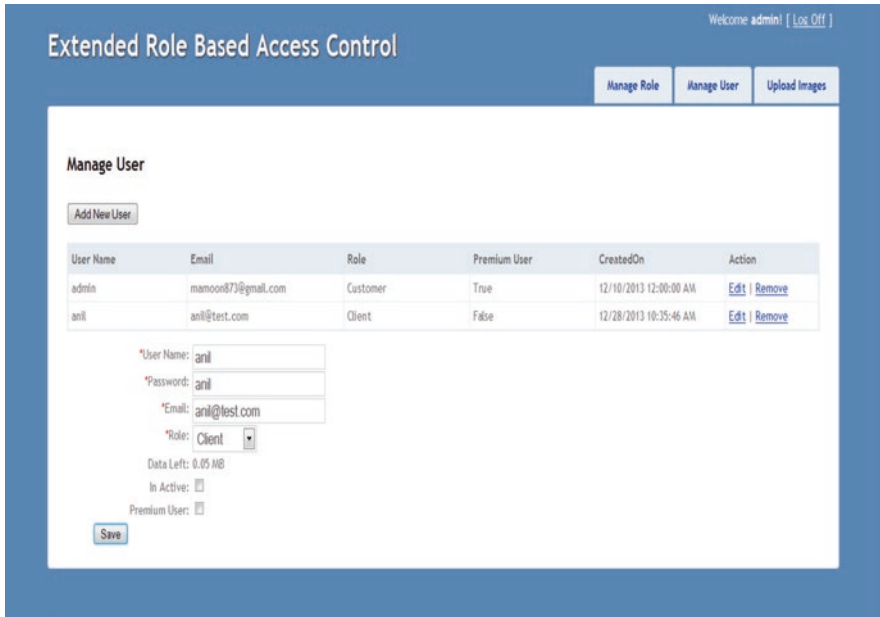 Welcome admin! [ Log Off ]
Extended Role Based Access Control
Manage Role Manage User Upload Images
Manage User
Add New User
User Name Email Role Premium User CreatedOn Action
admin mamoon873@gmail.com Customer True 12/10/2013 12:00:00 AM Edit | Remove
anil anil@test.com Client False 12/28/2013 10:35:46 AM Edit | Remove
*User Name: anil
*Password: anil
*Email: anil@test.com
*Role: Client
Data Left: 0.05 MB
In Active:
Premium User:
Save